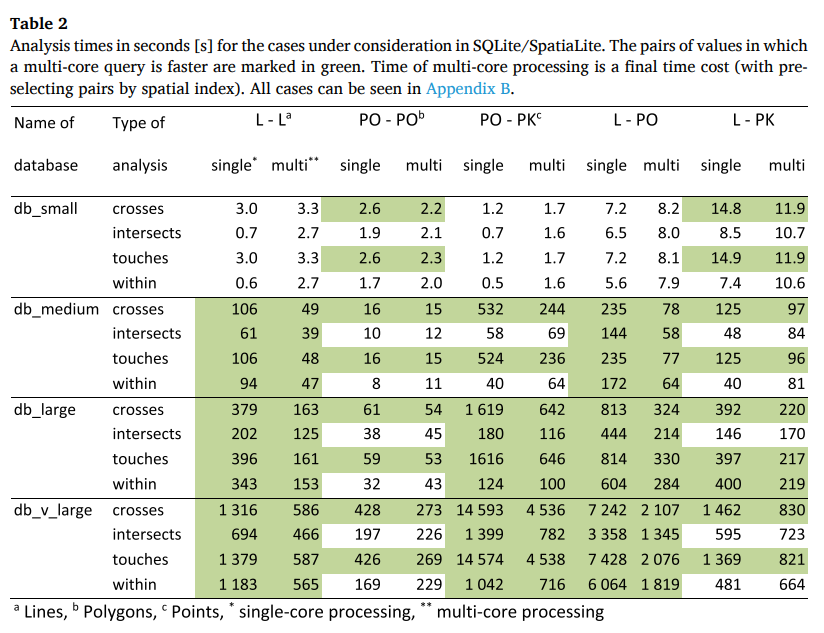 Table 2
Analysis times in seconds [s] for the cases under consideration in SQLite/SpatiaLite. The pairs of values in which
a multi-core query is faster are marked in green. Time of multi-core processing is a final time cost (with pre-
selecting pairs by spatial index). All cases can be seen in Appendix B.
Name of Type of L - Lᵃ PO - POᵇ PO - PKᶜ L - PO L - PK
database analysis single* multi** single multi single multi single multi single multi
db_small crosses 3.0 3.3 2.6 2.2 1.2 1.7 7.2 8.2 14.8 11.9
intersects 0.7 2.7 1.9 2.1 0.7 1.6 6.5 8.0 8.5 10.7
touches 3.0 3.3 2.6 2.3 1.2 1.7 7.2 8.1 14.9 11.9
within 0.6 2.7 1.7 2.0 0.5 1.6 5.6 7.9 7.4 10.6
db_medium crosses 106 49 16 15 532 244 235 78 125 97
intersects 61 39 10 12 58 69 144 58 48 84
touches 106 48 16 15 524 236 235 77 125 96
within 94 47 8 11 40 64 172 64 40 81
db_large crosses 379 163 61 54 1 619 642 813 324 392 220
intersects 202 125 38 45 180 116 444 214 146 170
touches 396 161 59 53 1616 646 814 330 397 217
within 343 153 32 43 124 100 604 284 400 219
db_v_large crosses 1 316 586 428 273 14 593 4 536 7 242 2 107 1 462 830
intersects 694 466 197 226 1 399 782 3 358 1 345 595 723
touches 1 379 587 426 269 14 574 4 538 7 428 2 076 1 369 821
within 1 183 565 169 229 1 042 716 6 064 1 819 481 664
ᵃ Lines, ᵇ Polygons, ᶜ Points, * single-core processing, ** multi-core processing